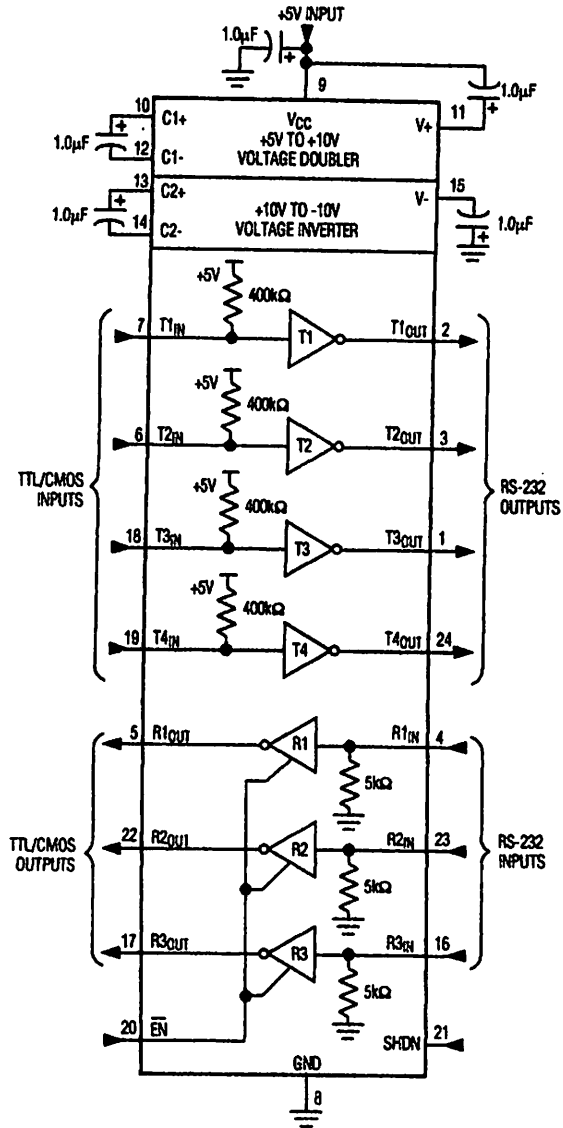 +5V INPUT
1.0µF
+
9
+
1.0µF
10
C1+
VCC
+5V TO +10V
VOLTAGE DOUBLER
V+
11
1.0µF
+
12
C1-
13
C2+
+10V TO -10V
VOLTAGE INVERTER
V-
15
1.0µF
+
14
C2-
+
1.0µF
+5V
400kΩ
7
T1IN
T1
T1OUT
2
+5V
400kΩ
6
T2IN
T2
T2OUT
3
TTL/CMOS
INPUTS
RS-232
OUTPUTS
+5V
400kΩ
18
T3IN
T3
T3OUT
1
+5V
400kΩ
19
T4IN
T4
T4OUT
24
5
R1OUT
R1
R1IN
4
5kΩ
TTL/CMOS
OUTPUTS
22
R2OUT
R2
R2IN
23
RS-232
INPUTS
5kΩ
17
R3OUT
R3
R3IN
16
5kΩ
20
EN
SHDN
21
GND
8